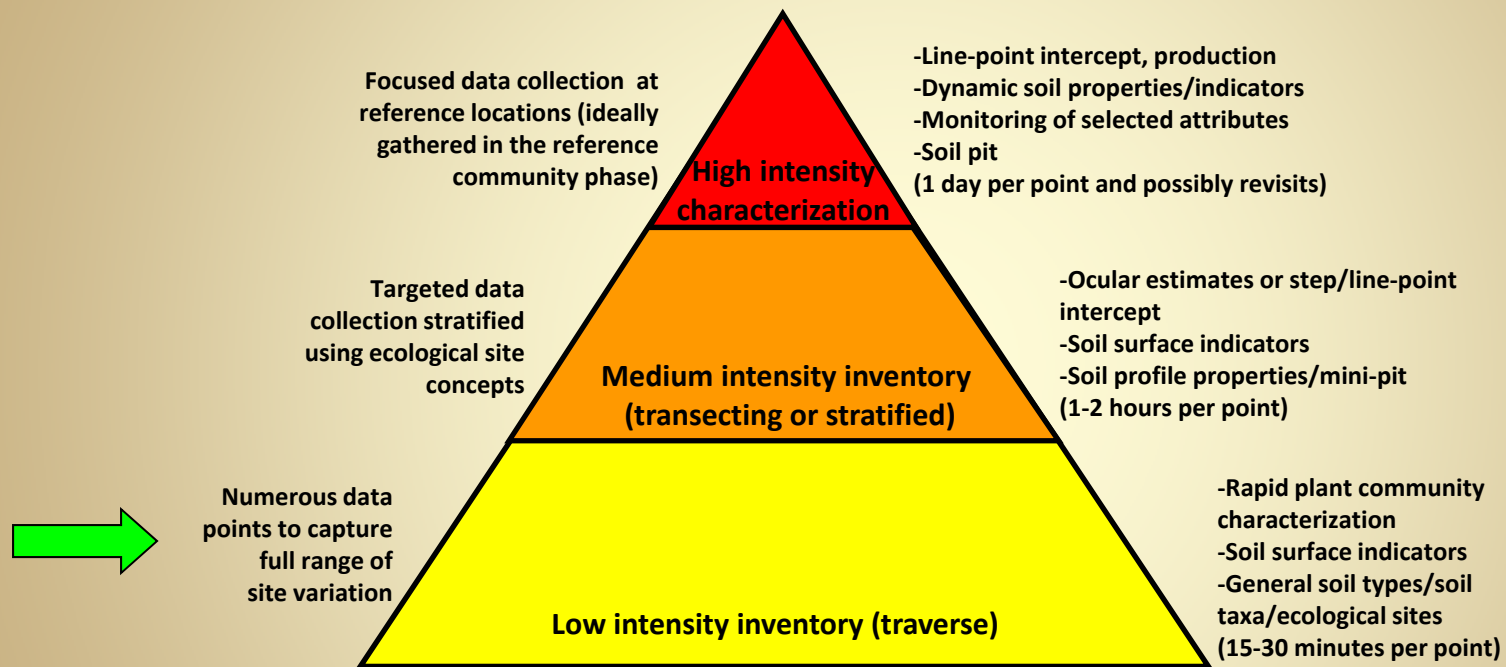 Focused data collection at
reference locations (ideally
gathered in the reference
community phase)
High intensity
characterization
-Line-point intercept, production
-Dynamic soil properties/indicators
-Monitoring of selected attributes
-Soil pit
(1 day per point and possibly revisits)
Targeted data
collection stratified
using ecological site
concepts
Medium intensity inventory
(transecting or stratified)
-Ocular estimates or step/line-point
intercept
-Soil surface indicators
-Soil profile properties/mini-pit
(1-2 hours per point)
Numerous data
points to capture
full range of
site variation
Low intensity inventory (traverse)
-Rapid plant community
characterization
-Soil surface indicators
-General soil types/soil
taxa/ecological sites
(15-30 minutes per point)